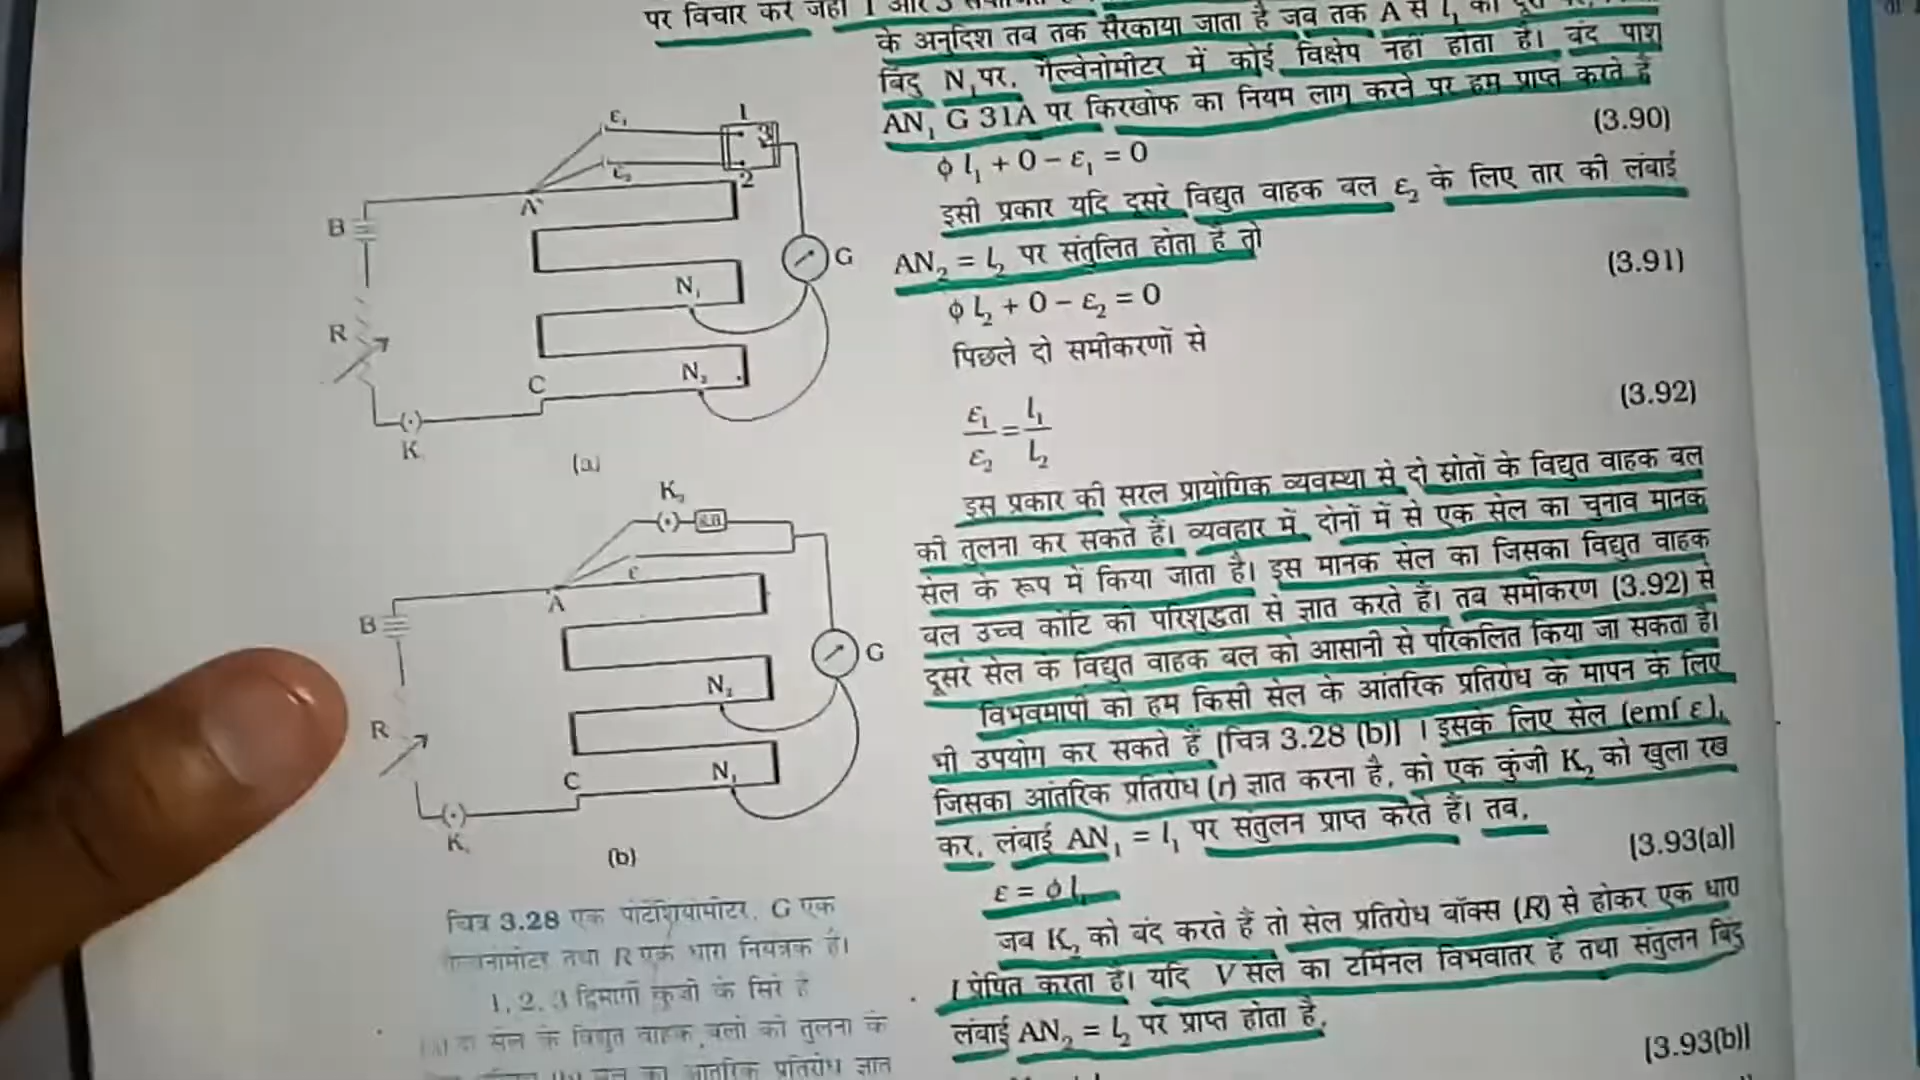 पर विचार करें जहाँ 1 और 3
के अनुदिश तब तक सरकाया जाता है जब तक A से l₁ की दूरी पर,
बिंदु N₁ पर, गैल्वेनोमीटर में कोई विक्षेप नहीं होता है। बंद पाश
AN₁ G 31A पर किरखोफ का नियम लागू करने पर हम प्राप्त करते हैं
ϕ l₁ + 0 – ε₁ = 0 (3.90)
इसी प्रकार यदि दूसरे विद्युत वाहक बल ε₂ के लिए तार की लंबाई
AN₂ = l₂ पर संतुलित होता है तो
ϕ l₂ + 0 – ε₂ = 0 (3.91)
पिछले दो समीकरणों से
ε₁/ε₂ = l₁/l₂ (3.92)
इस प्रकार की सरल प्रायोगिक व्यवस्था से दो स्रोतों के विद्युत वाहक बल
की तुलना कर सकते हैं। व्यवहार में, दोनों में से एक सेल का चुनाव मानक
सेल के रूप में किया जाता है। इस मानक सेल का जिसका विद्युत वाहक
बल उच्च कोटि की परिशुद्धता से ज्ञात करते हैं। तब समीकरण (3.92) से
दूसरे सेल के विद्युत वाहक बल को आसानी से परिकलित किया जा सकता है।
विभवमापी को हम किसी सेल के आंतरिक प्रतिरोध के मापन के लिए
भी उपयोग कर सकते हैं [चित्र 3.28 (b)] । इसके लिए सेल (emf ε),
जिसका आंतरिक प्रतिरोध (r) ज्ञात करना है, को एक कुंजी K₂ को खुला रख
कर, लंबाई AN₁ = l₁ पर संतुलन प्राप्त करते हैं। तब,
ε = ϕ l₁ [3.93(a)]
जब K₂ को बंद करते हैं तो सेल प्रतिरोध बॉक्स (R) से होकर एक धारा
I प्रेषित करता है। यदि V सेल का टर्मिनल विभवांतर है तथा संतुलन बिंदु
लंबाई AN₂ = l₂ पर प्राप्त होता है,
[3.93(b)]
ε₁
1
3
ε₂
2
A
B
G
N₁
R
N₂
C
K₁
(a)
K₂
R.B
ε
A
B
G
N₂
R
C
N₁
K₁
(b)
चित्र 3.28 एक पोटेंशियोमीटर, G एक
गैल्वेनोमीटर तथा R एक धारा नियंत्रक है।
1, 2, 3 द्विमार्गी कुंजी के सिरे हैं
(a) दो सेल के विद्युत वाहक बलों की तुलना के
आंतरिक प्रतिरोध ज्ञात